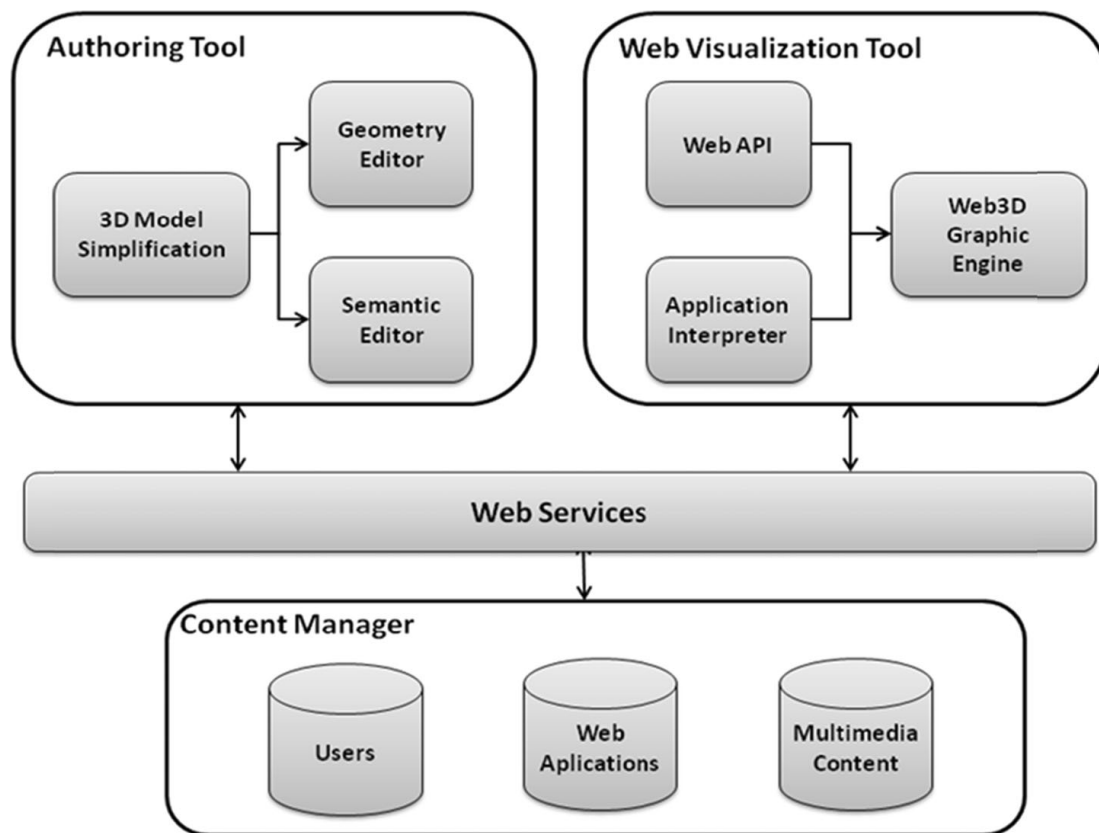 Authoring Tool
Geometry
Editor
3D Model
Simplification
Semantic
Editor
Web Visualization Tool
Web API
Web3D
Graphic
Engine
Application
Interpreter
Web Services
Content Manager
Users
Web
Aplications
Multimedia
Content